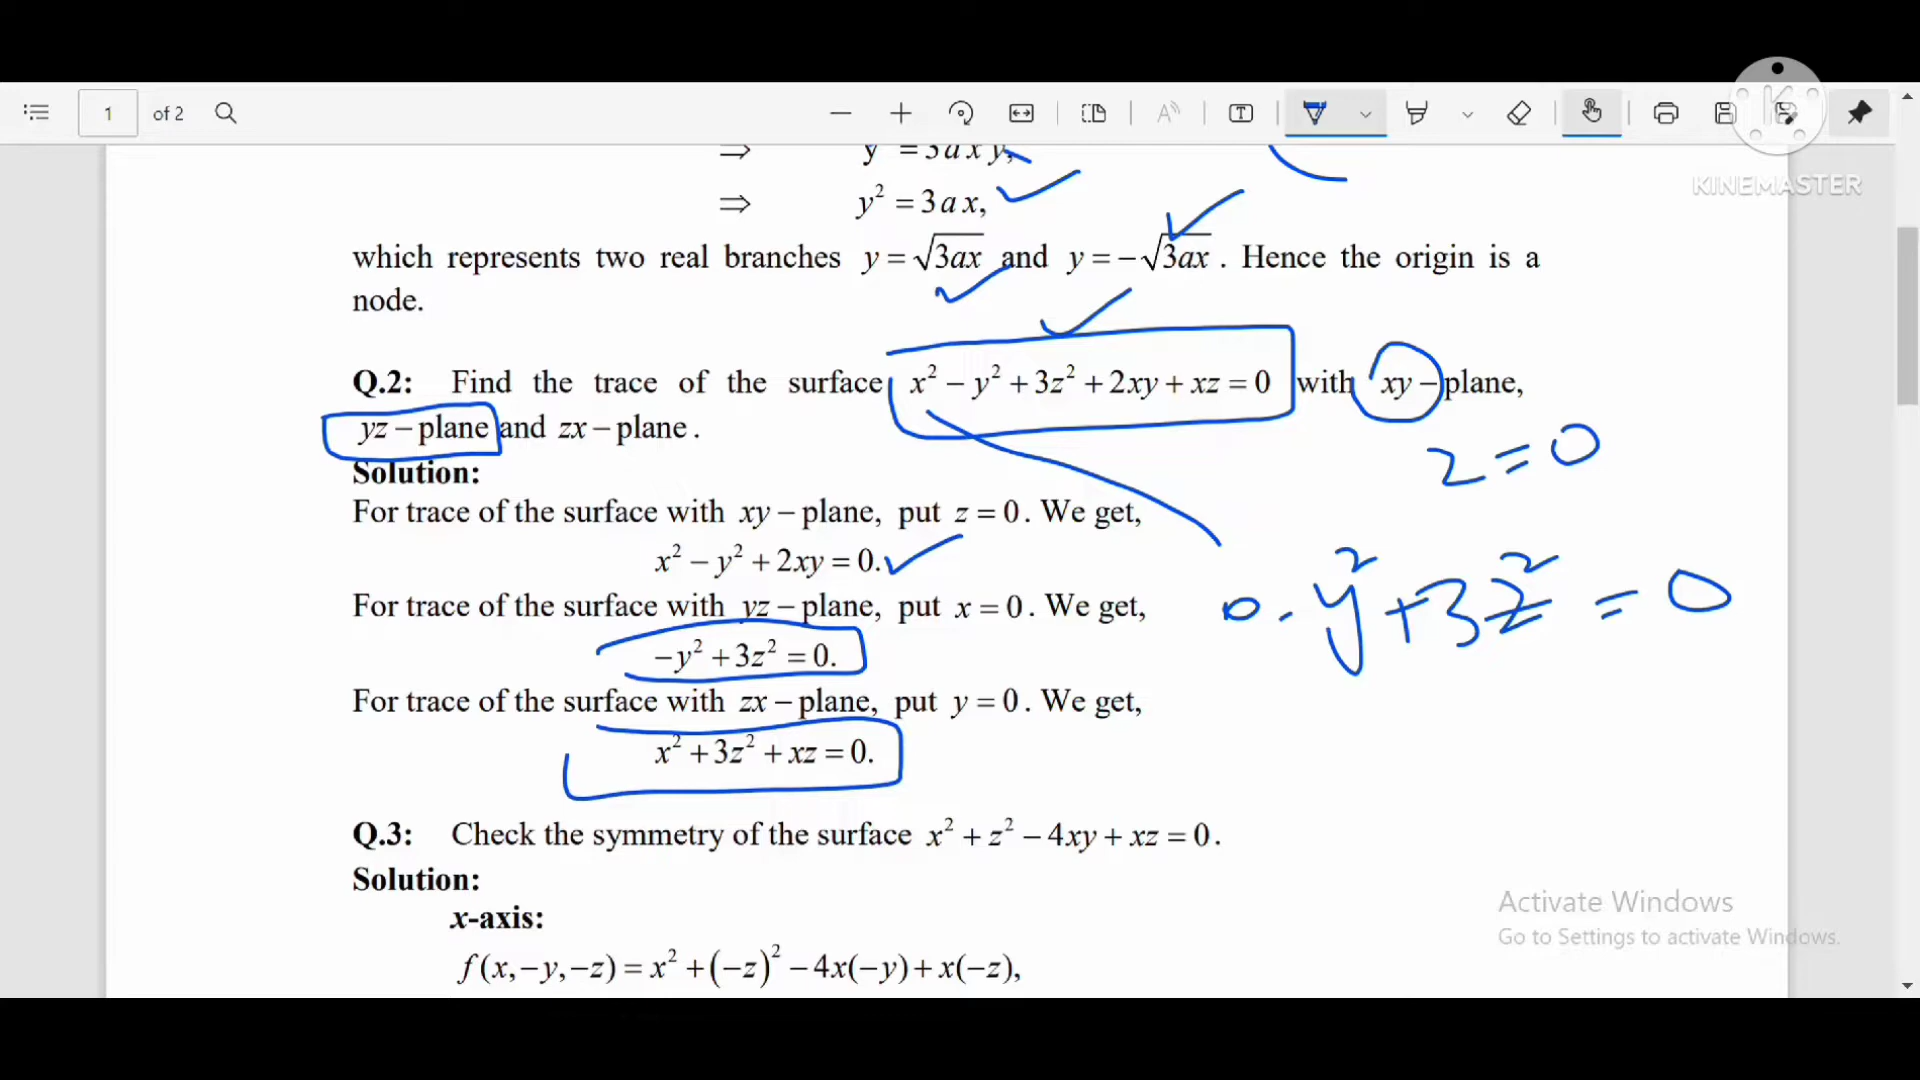 1 of 2
KINEMASTER
⇒ y = 3axy,
⇒ y² = 3ax,
which represents two real branches y = √3ax and y = −√3ax . Hence the origin is a
node.
Q.2: Find the trace of the surface x² − y² + 3z² + 2xy + xz = 0 with xy − plane,
yz − plane and zx − plane .
z = 0
Solution:
For trace of the surface with xy − plane, put z = 0 . We get,
x² − y² + 2xy = 0.
For trace of the surface with yz − plane, put x = 0 . We get,
0 - y² + 3z² = 0
−y² + 3z² = 0.
For trace of the surface with zx − plane, put y = 0 . We get,
x² + 3z² + xz = 0.
Q.3: Check the symmetry of the surface x² + z² − 4xy + xz = 0 .
Solution:
x-axis:
f(x,−y,−z) = x² + (−z)² − 4x(−y) + x(−z),
Activate Windows
Go to Settings to activate Windows.